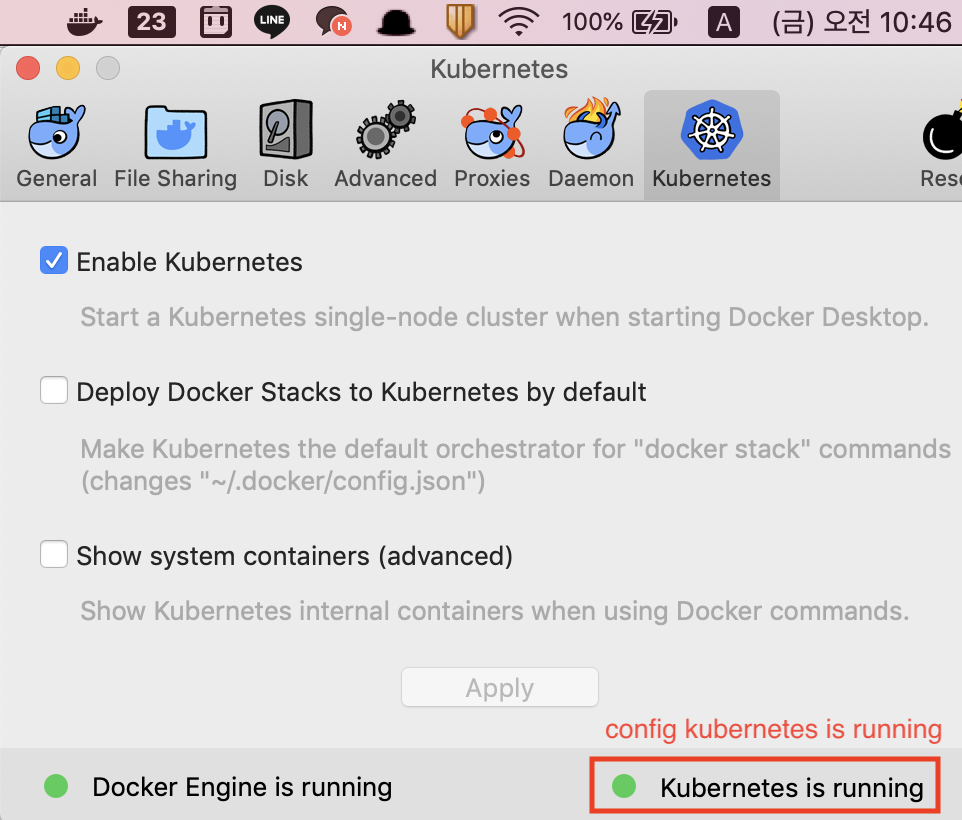 23 LINE N 100% A (금) 오전 10:46
Kubernetes
General File Sharing Disk Advanced Proxies Daemon Kubernetes Rese
Enable Kubernetes
Start a Kubernetes single-node cluster when starting Docker Desktop.
Deploy Docker Stacks to Kubernetes by default
Make Kubernetes the default orchestrator for "docker stack" commands
(changes "~/.docker/config.json")
Show system containers (advanced)
Show Kubernetes internal containers when using Docker commands.
Apply
config kubernetes is running
Docker Engine is running Kubernetes is running